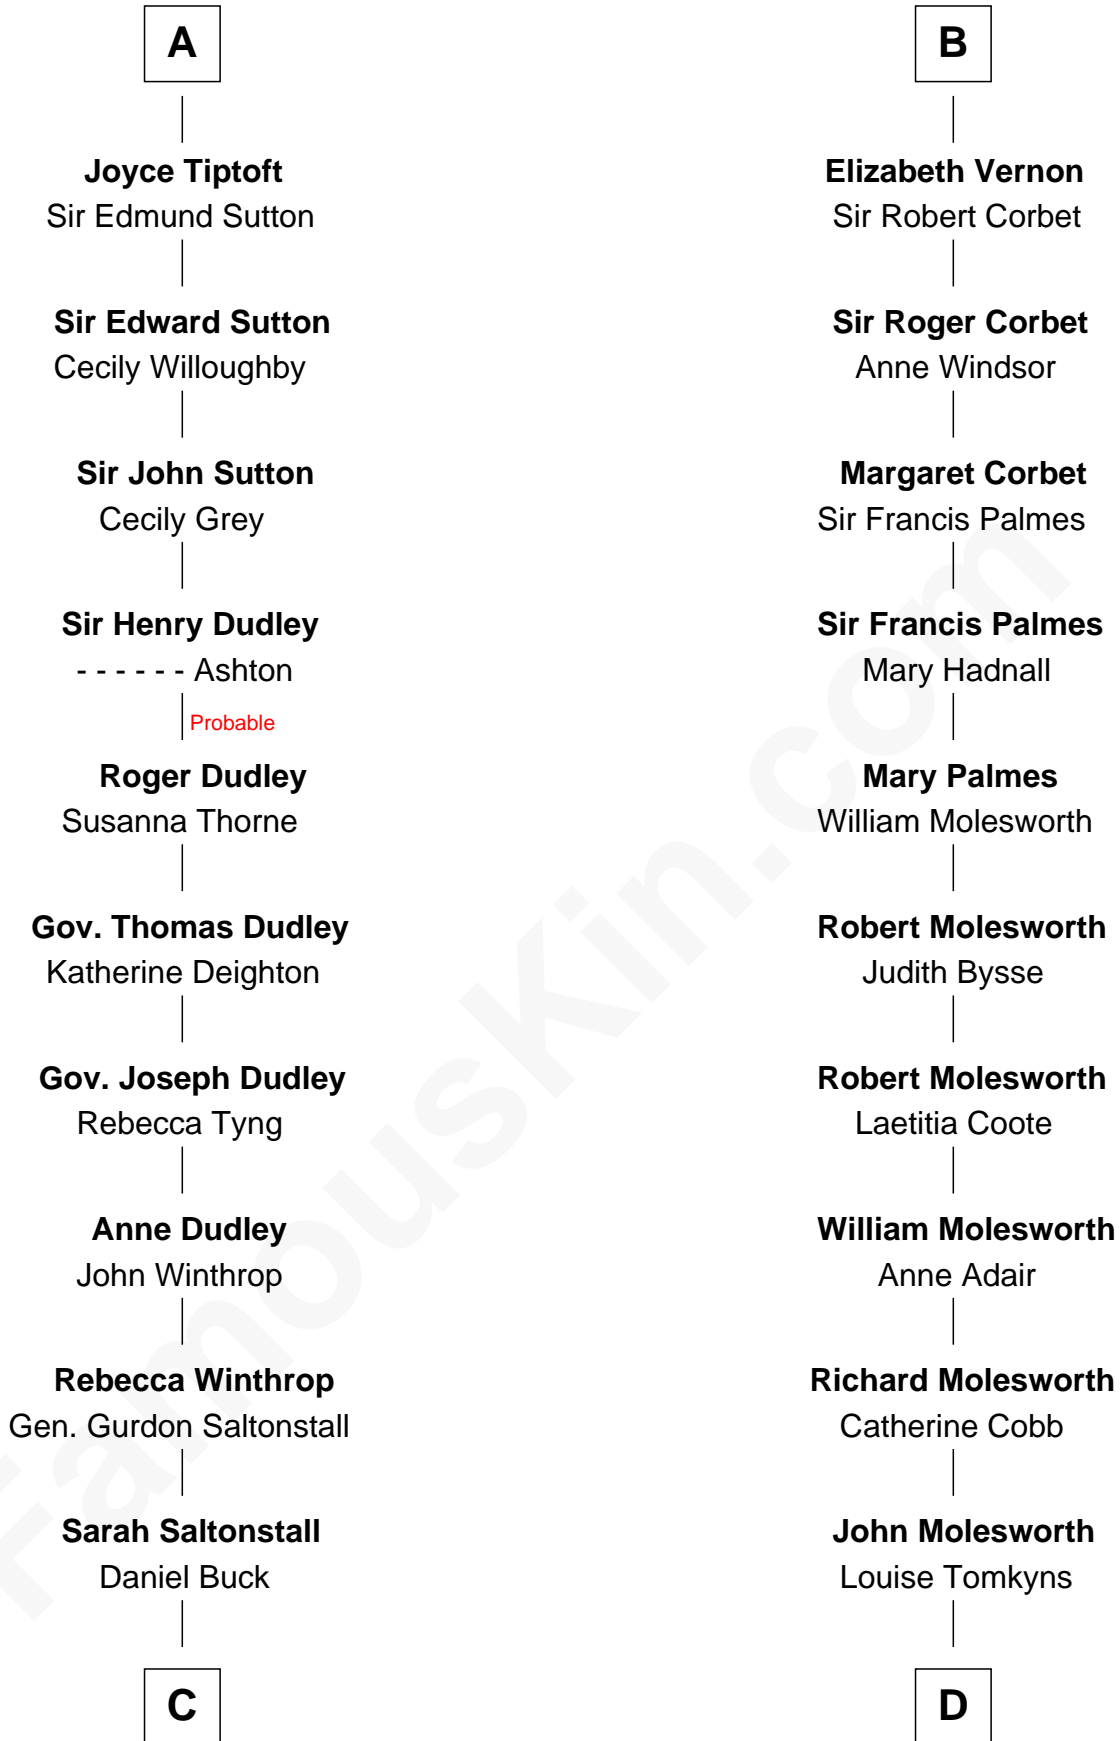 A
Joyce Tiptoft
Sir Edmund Sutton
Sir Edward Sutton
Cecily Willoughby
Sir John Sutton
Cecily Grey
Sir Henry Dudley
- - - - - - Ashton
Probable
Roger Dudley
Susanna Thorne
Gov. Thomas Dudley
Katherine Deighton
Gov. Joseph Dudley
Rebecca Tyng
Anne Dudley
John Winthrop
Rebecca Winthrop
Gen. Gurdon Saltonstall
Sarah Saltonstall
Daniel Buck
C
B
Elizabeth Vernon
Sir Robert Corbet
Sir Roger Corbet
Anne Windsor
Margaret Corbet
Sir Francis Palmes
Sir Francis Palmes
Mary Hadnall
Mary Palmes
William Molesworth
Robert Molesworth
Judith Bysse
Robert Molesworth
Laetitia Coote
William Molesworth
Anne Adair
Richard Molesworth
Catherine Cobb
John Molesworth
Louise Tomkyns
D
FamousKin.com